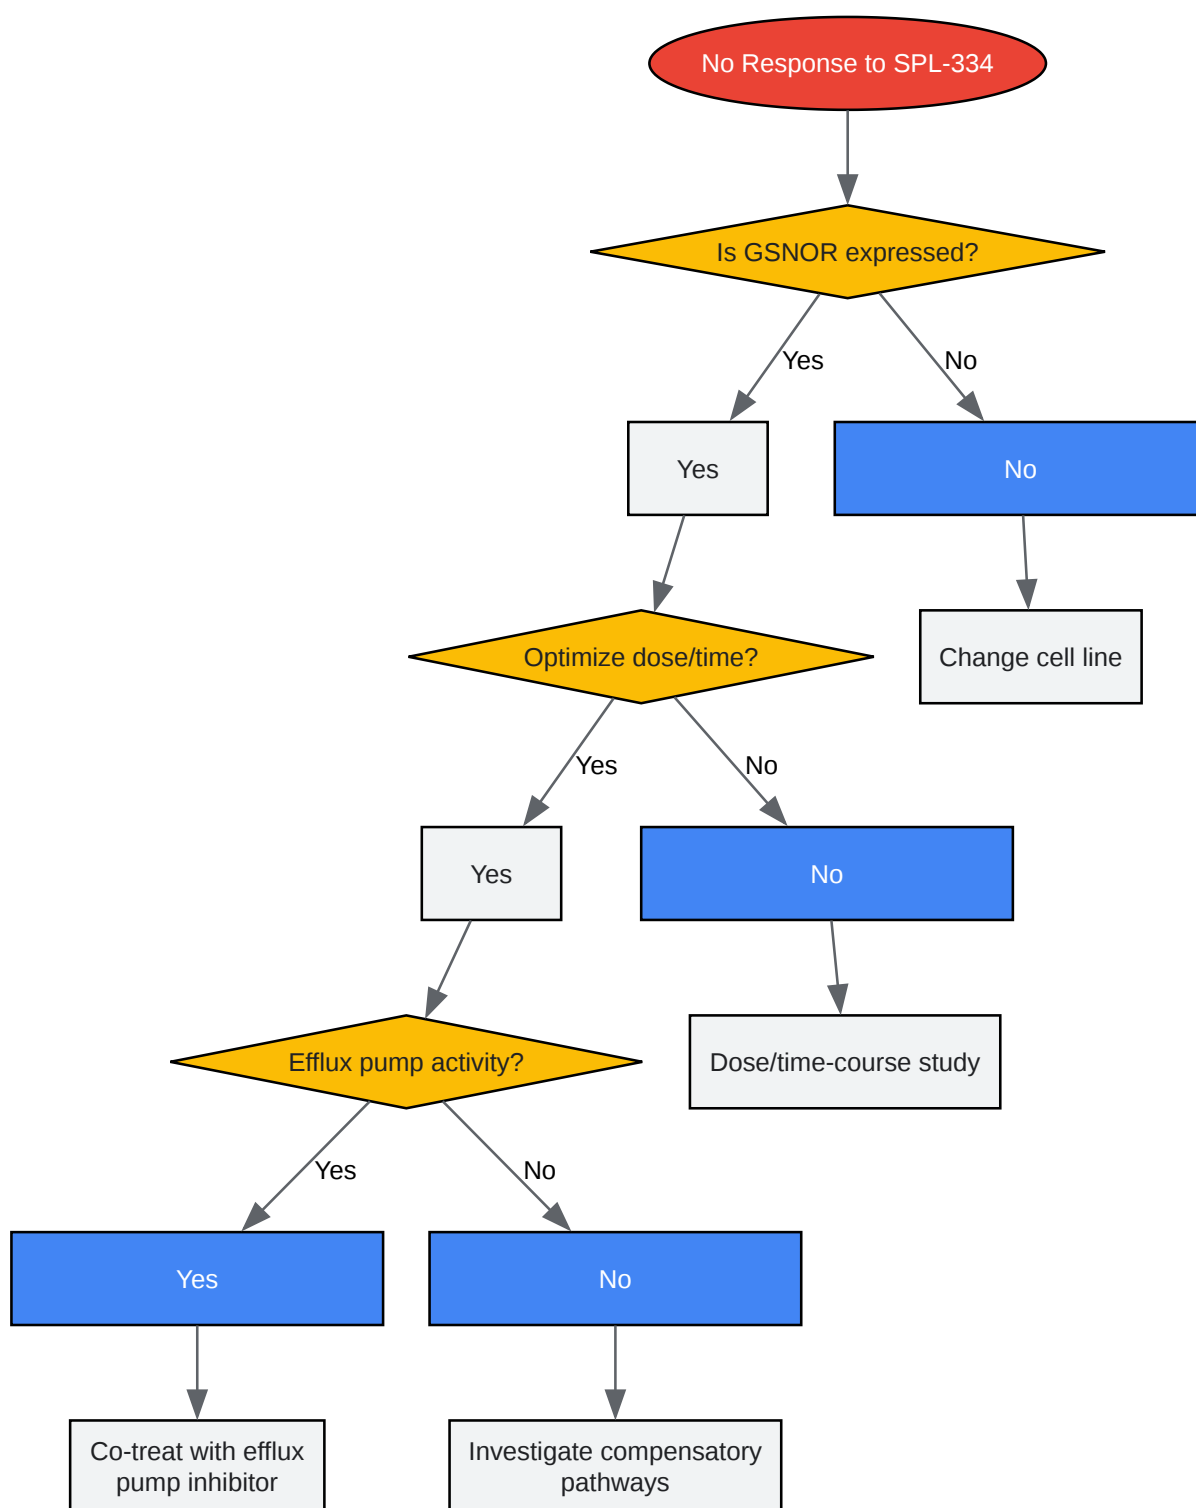 No Response to SPL-334
Is GSNOR expressed?
Yes
No
Yes
No
Optimize dose/time?
Change cell line
Yes
No
Yes
No
Efflux pump activity?
Dose/time-course study
Yes
No
Yes
No
Co-treat with efflux
pump inhibitor
Investigate compensatory
pathways